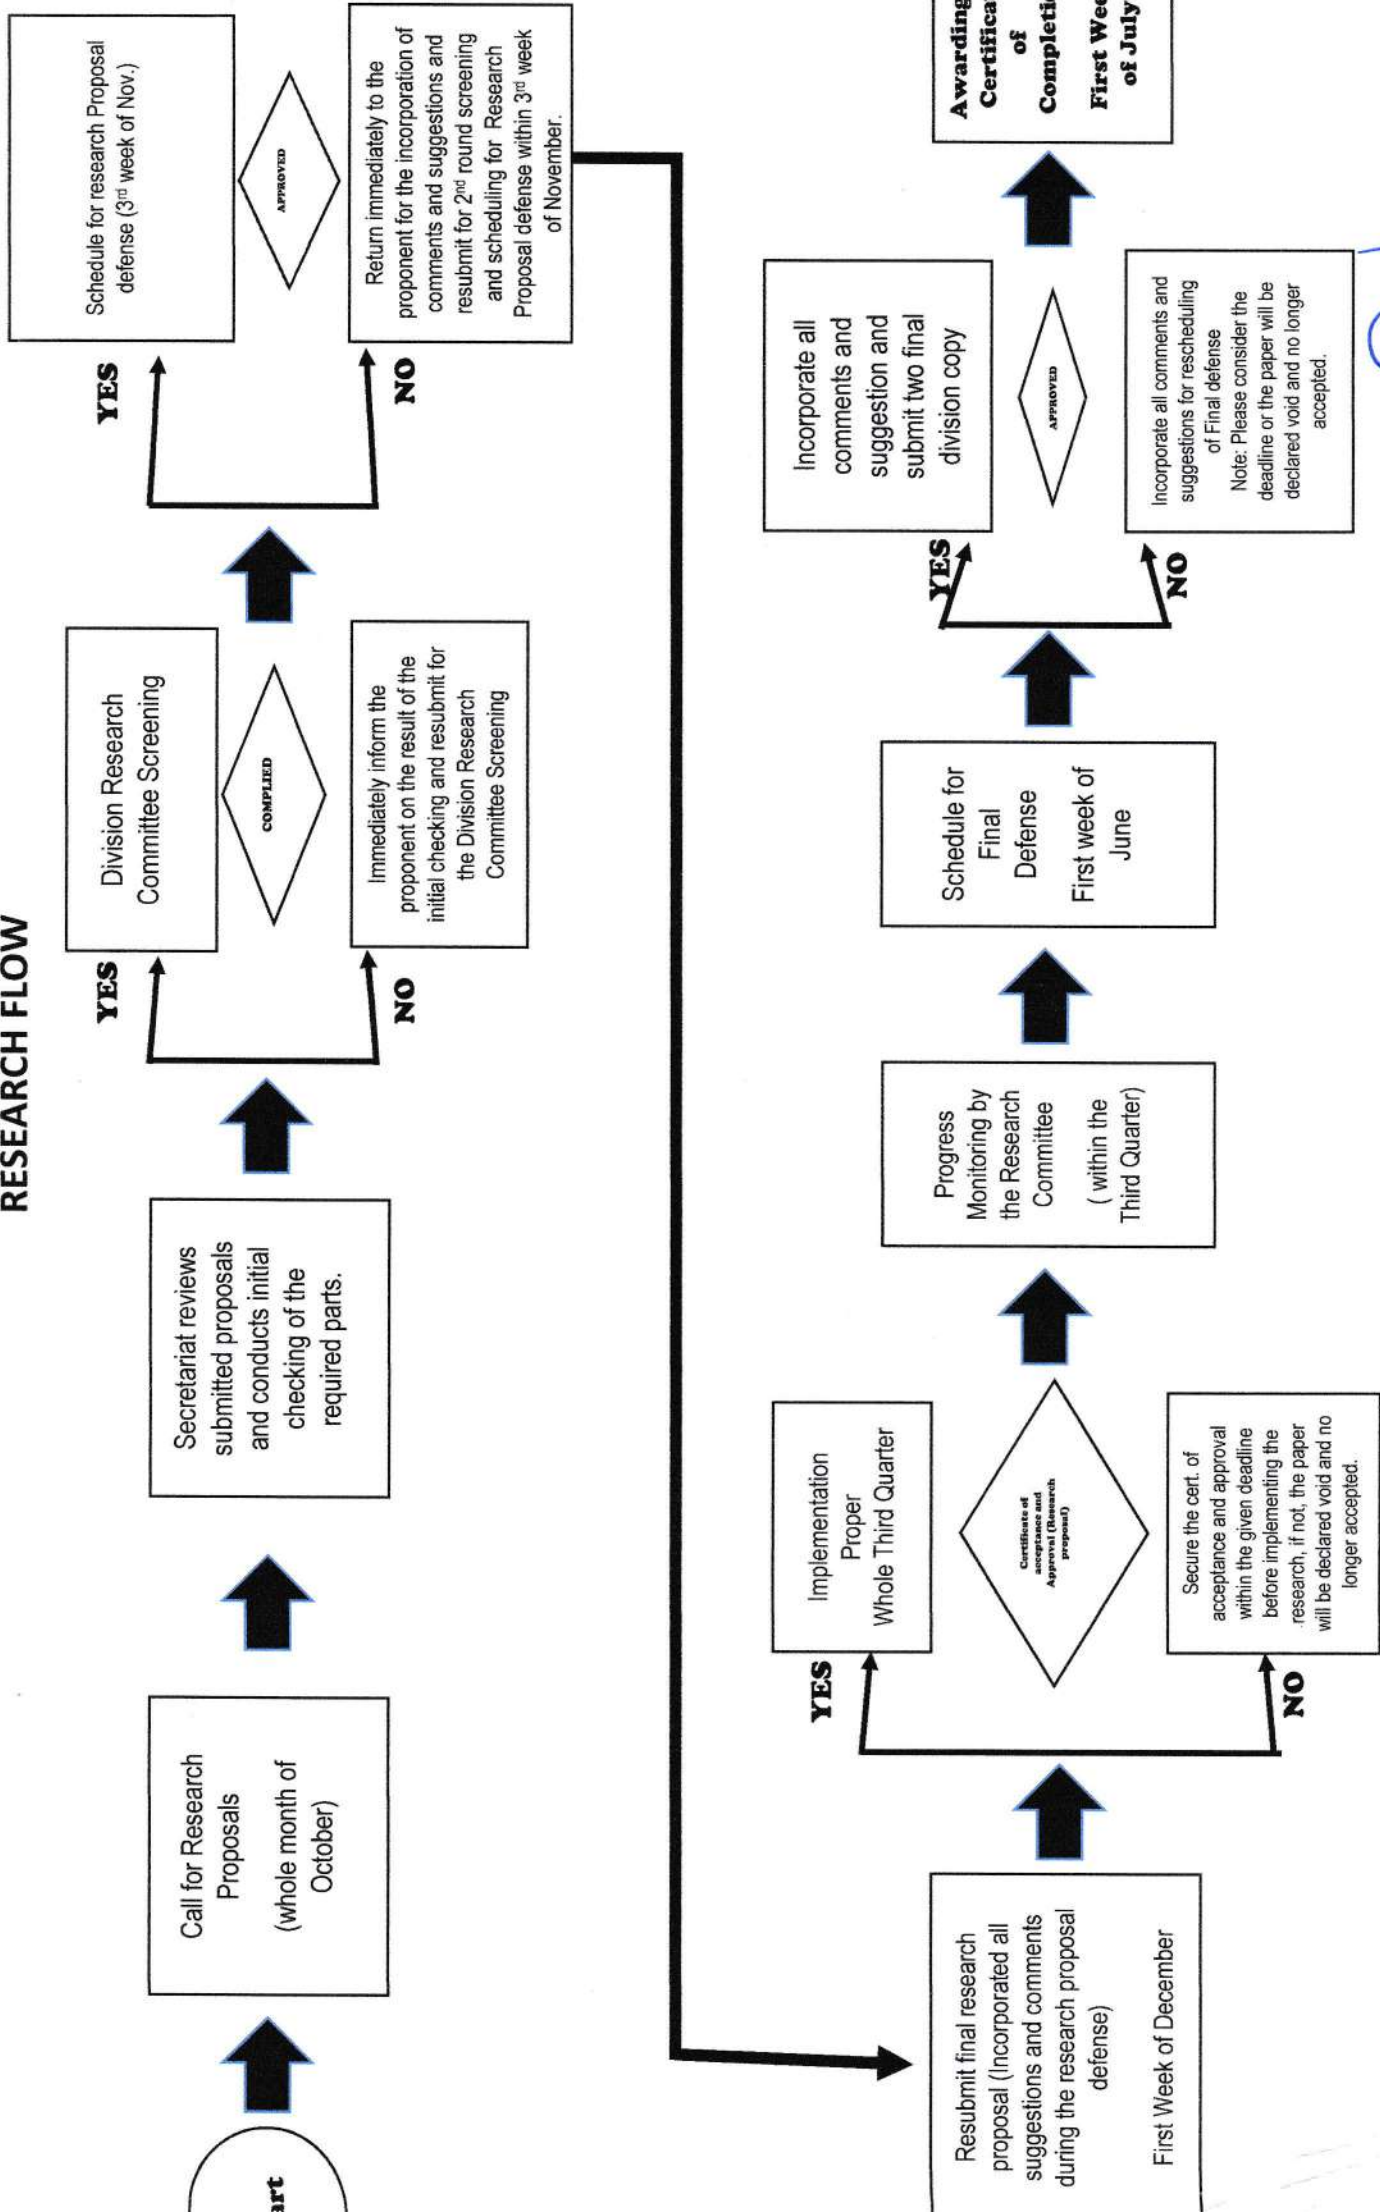 RESEARCH FLOW
Call for Research
Proposals
(whole month of
October)
Secretariat reviews
submitted proposals
and conducts initial
checking of the
required parts.
YES
Division Research
Committee Screening
COMPLIED
NO
Immediately inform the
proponent on the result of the
initial checking and resubmit for
the Division Research
Committee Screening
YES
Schedule for research Proposal
defense (3rd week of Nov.)
APPROVED
NO
Return immediately to the
proponent for the incorporation of
comments and suggestions and
resubmit for 2nd round screening
and scheduling for Research
Proposal defense within 3rd week
of November.
Resubmit final research
proposal (Incorporated all
suggestions and comments
during the research proposal
defense)
First Week of December
YES
Implementation
Proper
Whole Third Quarter
Certificate of
acceptance and
Approval (Research
proposal)
NO
Secure the cert. of
acceptance and approval
within the given deadline
before implementing the
research, if not, the paper
will be declared void and no
longer accepted.
Progress
Monitoring by
the Research
Committee
( within the
Third Quarter)
Schedule for
Final
Defense
First week of
June
YES
Incorporate all
comments and
suggestion and
submit two final
division copy
APPROVED
NO
Incorporate all comments and
suggestions for rescheduling
of Final defense
Note: Please consider the
deadline or the paper will be
declared void and no longer
accepted.
Awarding
of
of July